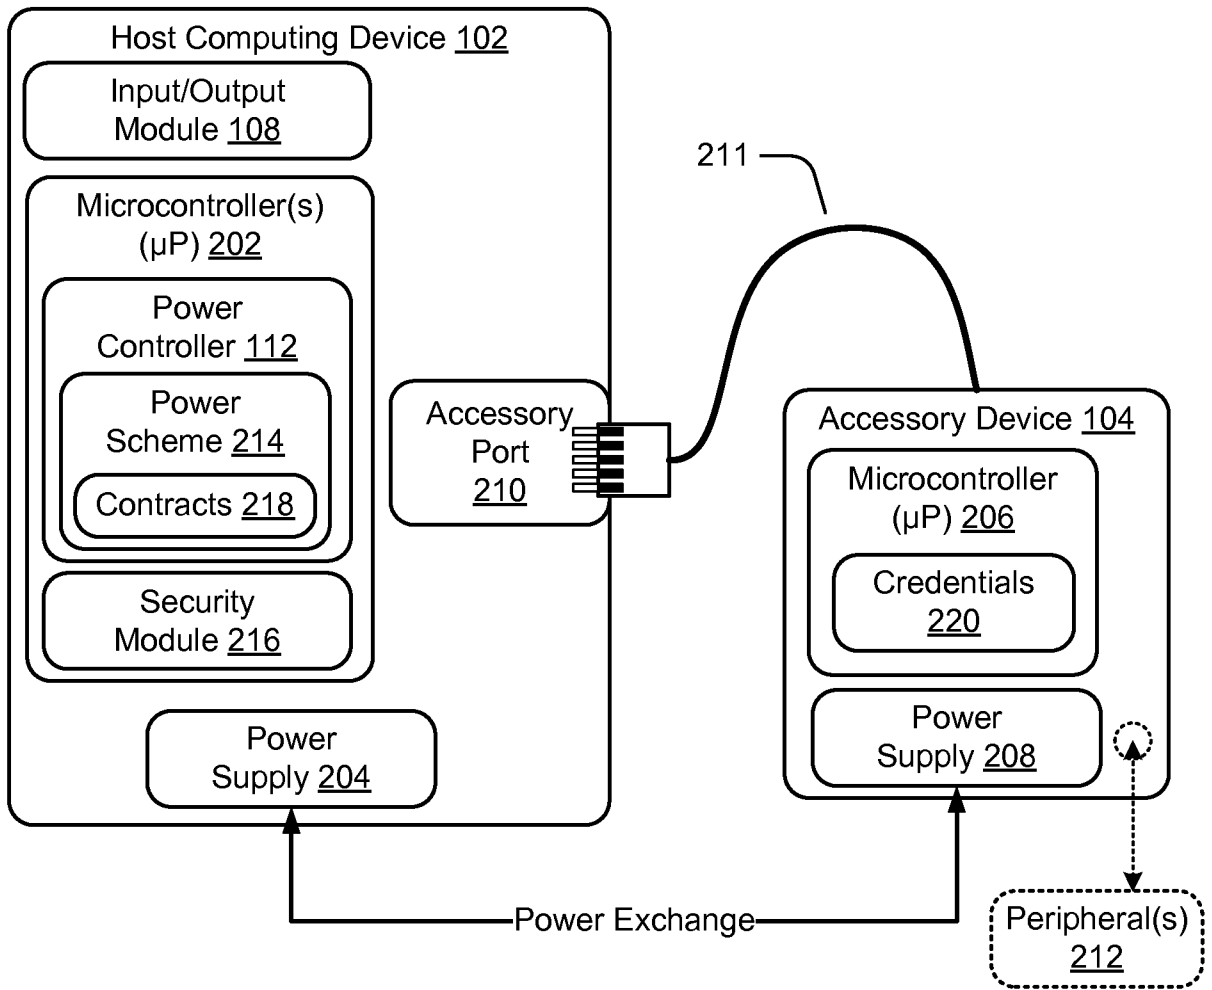 Host Computing Device 102
Input/Output
Module 108
Microcontroller(s)
(µP) 202
Power
Controller 112
Power
Scheme 214
Contracts 218
Security
Module 216
Power
Supply 204
Accessory
Port
210
211
Accessory Device 104
Microcontroller
(µP) 206
Credentials
220
Power
Supply 208
Power Exchange
Peripheral(s)
212